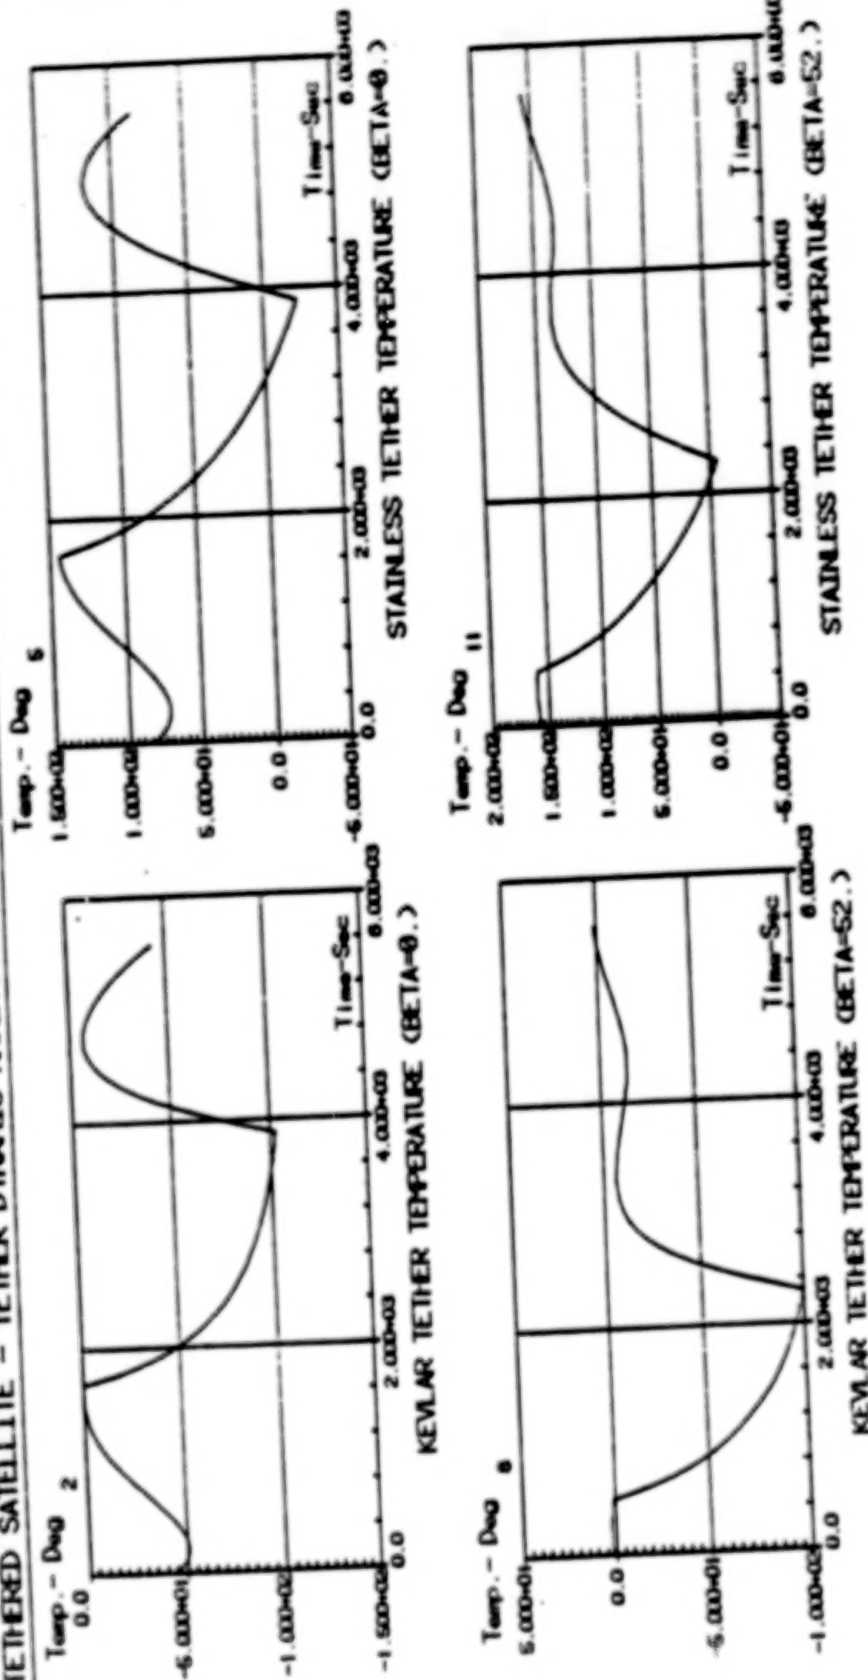 TETHERED SATELLITE - TETHER
Temp.- Deg 2
0.0
-5.000+01
-1.000+02
-1.500+02
0.0
2.000+03
4.000+03
6.000+03
Time-Sec
KEVLAR TETHER TEMPERATURE (BETA=0.)
Temp.- Deg 5
1.500+02
1.000+02
5.000+01
0.0
-5.000+01
0.0
2.000+03
4.000+03
6.000+03
Time-Sec
STAINLESS TETHER TEMPERATURE (BETA=0.)
Temp.- Deg 8
5.000+01
0.0
-5.000+01
-1.000+02
0.0
2.000+03
4.000+03
6.000+03
Time-Sec
KEVLAR TETHER TEMPERATURE (BETA=52.)
Temp.- Deg 11
2.000+02
1.500+02
1.000+02
5.000+01
0.0
-5.000+01
0.0
2.000+03
4.000+03
6.000+03
Time-Sec
STAINLESS TETHER TEMPERATURE (BETA=52.)